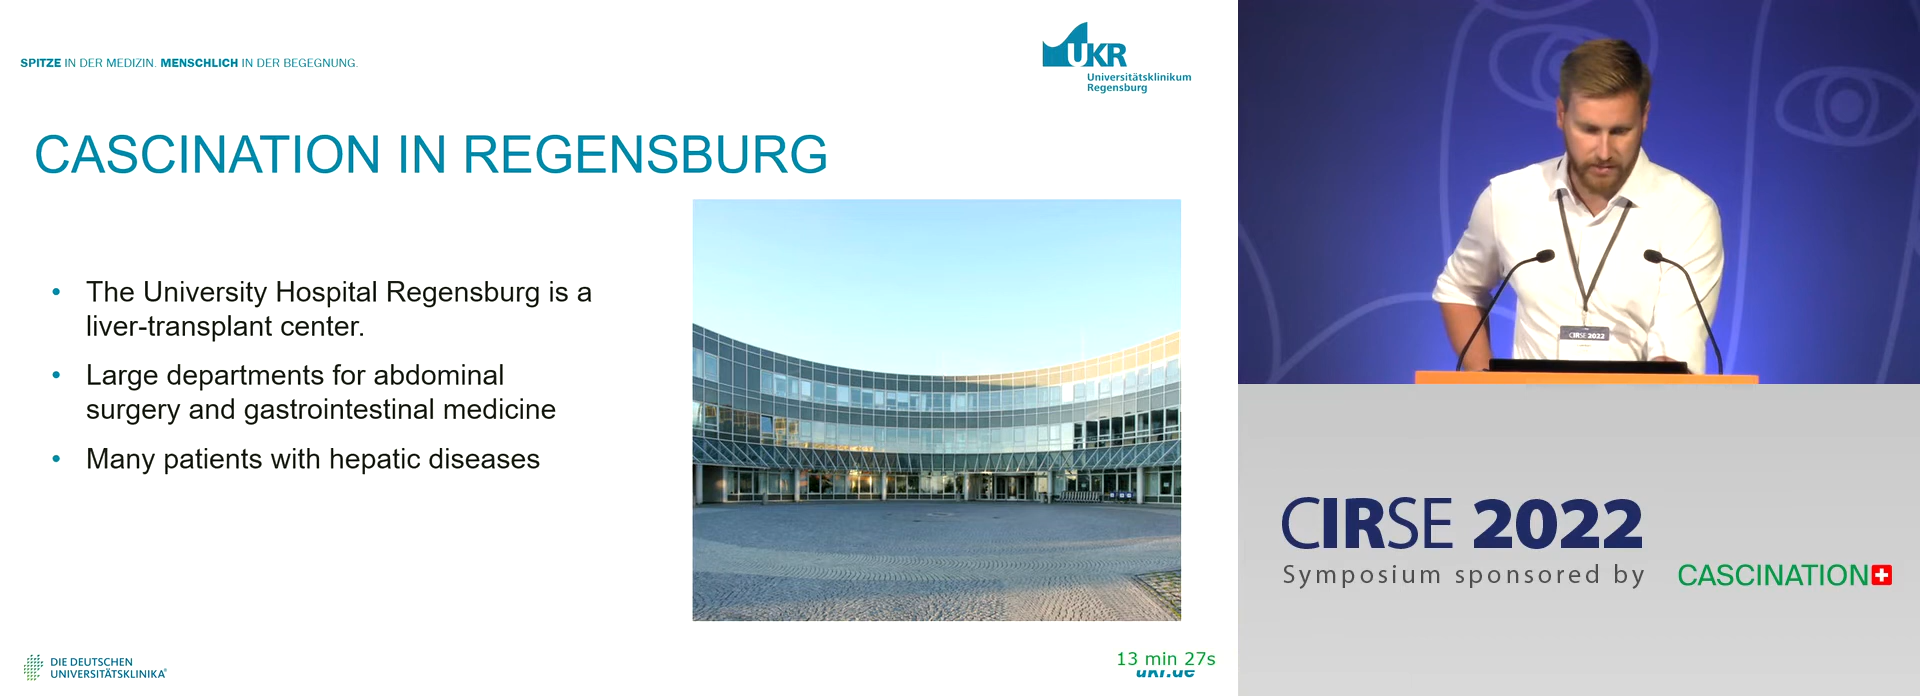 SPITZE IN DER MEDIZIN. MENSCHLICH IN DER BEGEGNUNG.
UKR
Universitätsklinikum
Regensburg
CASCINATION IN REGENSBURG
• The University Hospital Regensburg is a
liver-transplant center.
• Large departments for abdominal
surgery and gastrointestinal medicine
• Many patients with hepatic diseases
DIE DEUTSCHEN
UNIVERSITÄTSKLINIKA®
13 min 27s
ukr.de
CIRSE 2022
CIRSE 2022
Symposium sponsored by CASCINATION